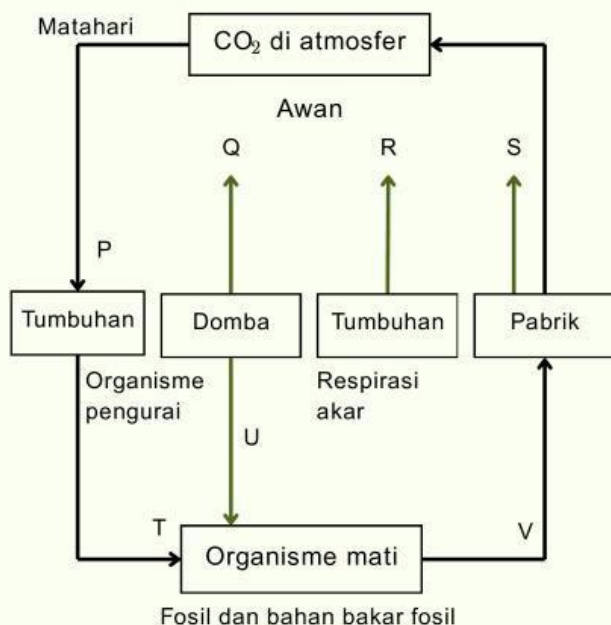 Matahari
CO₂ di atmosfer
Awan
Q
R
S
P
Tumbuhan
Domba
Tumbuhan
Pabrik
Organisme
pengurai
Respirasi
akar
U
T
V
Organisme mati
Fosil dan bahan bakar fosil